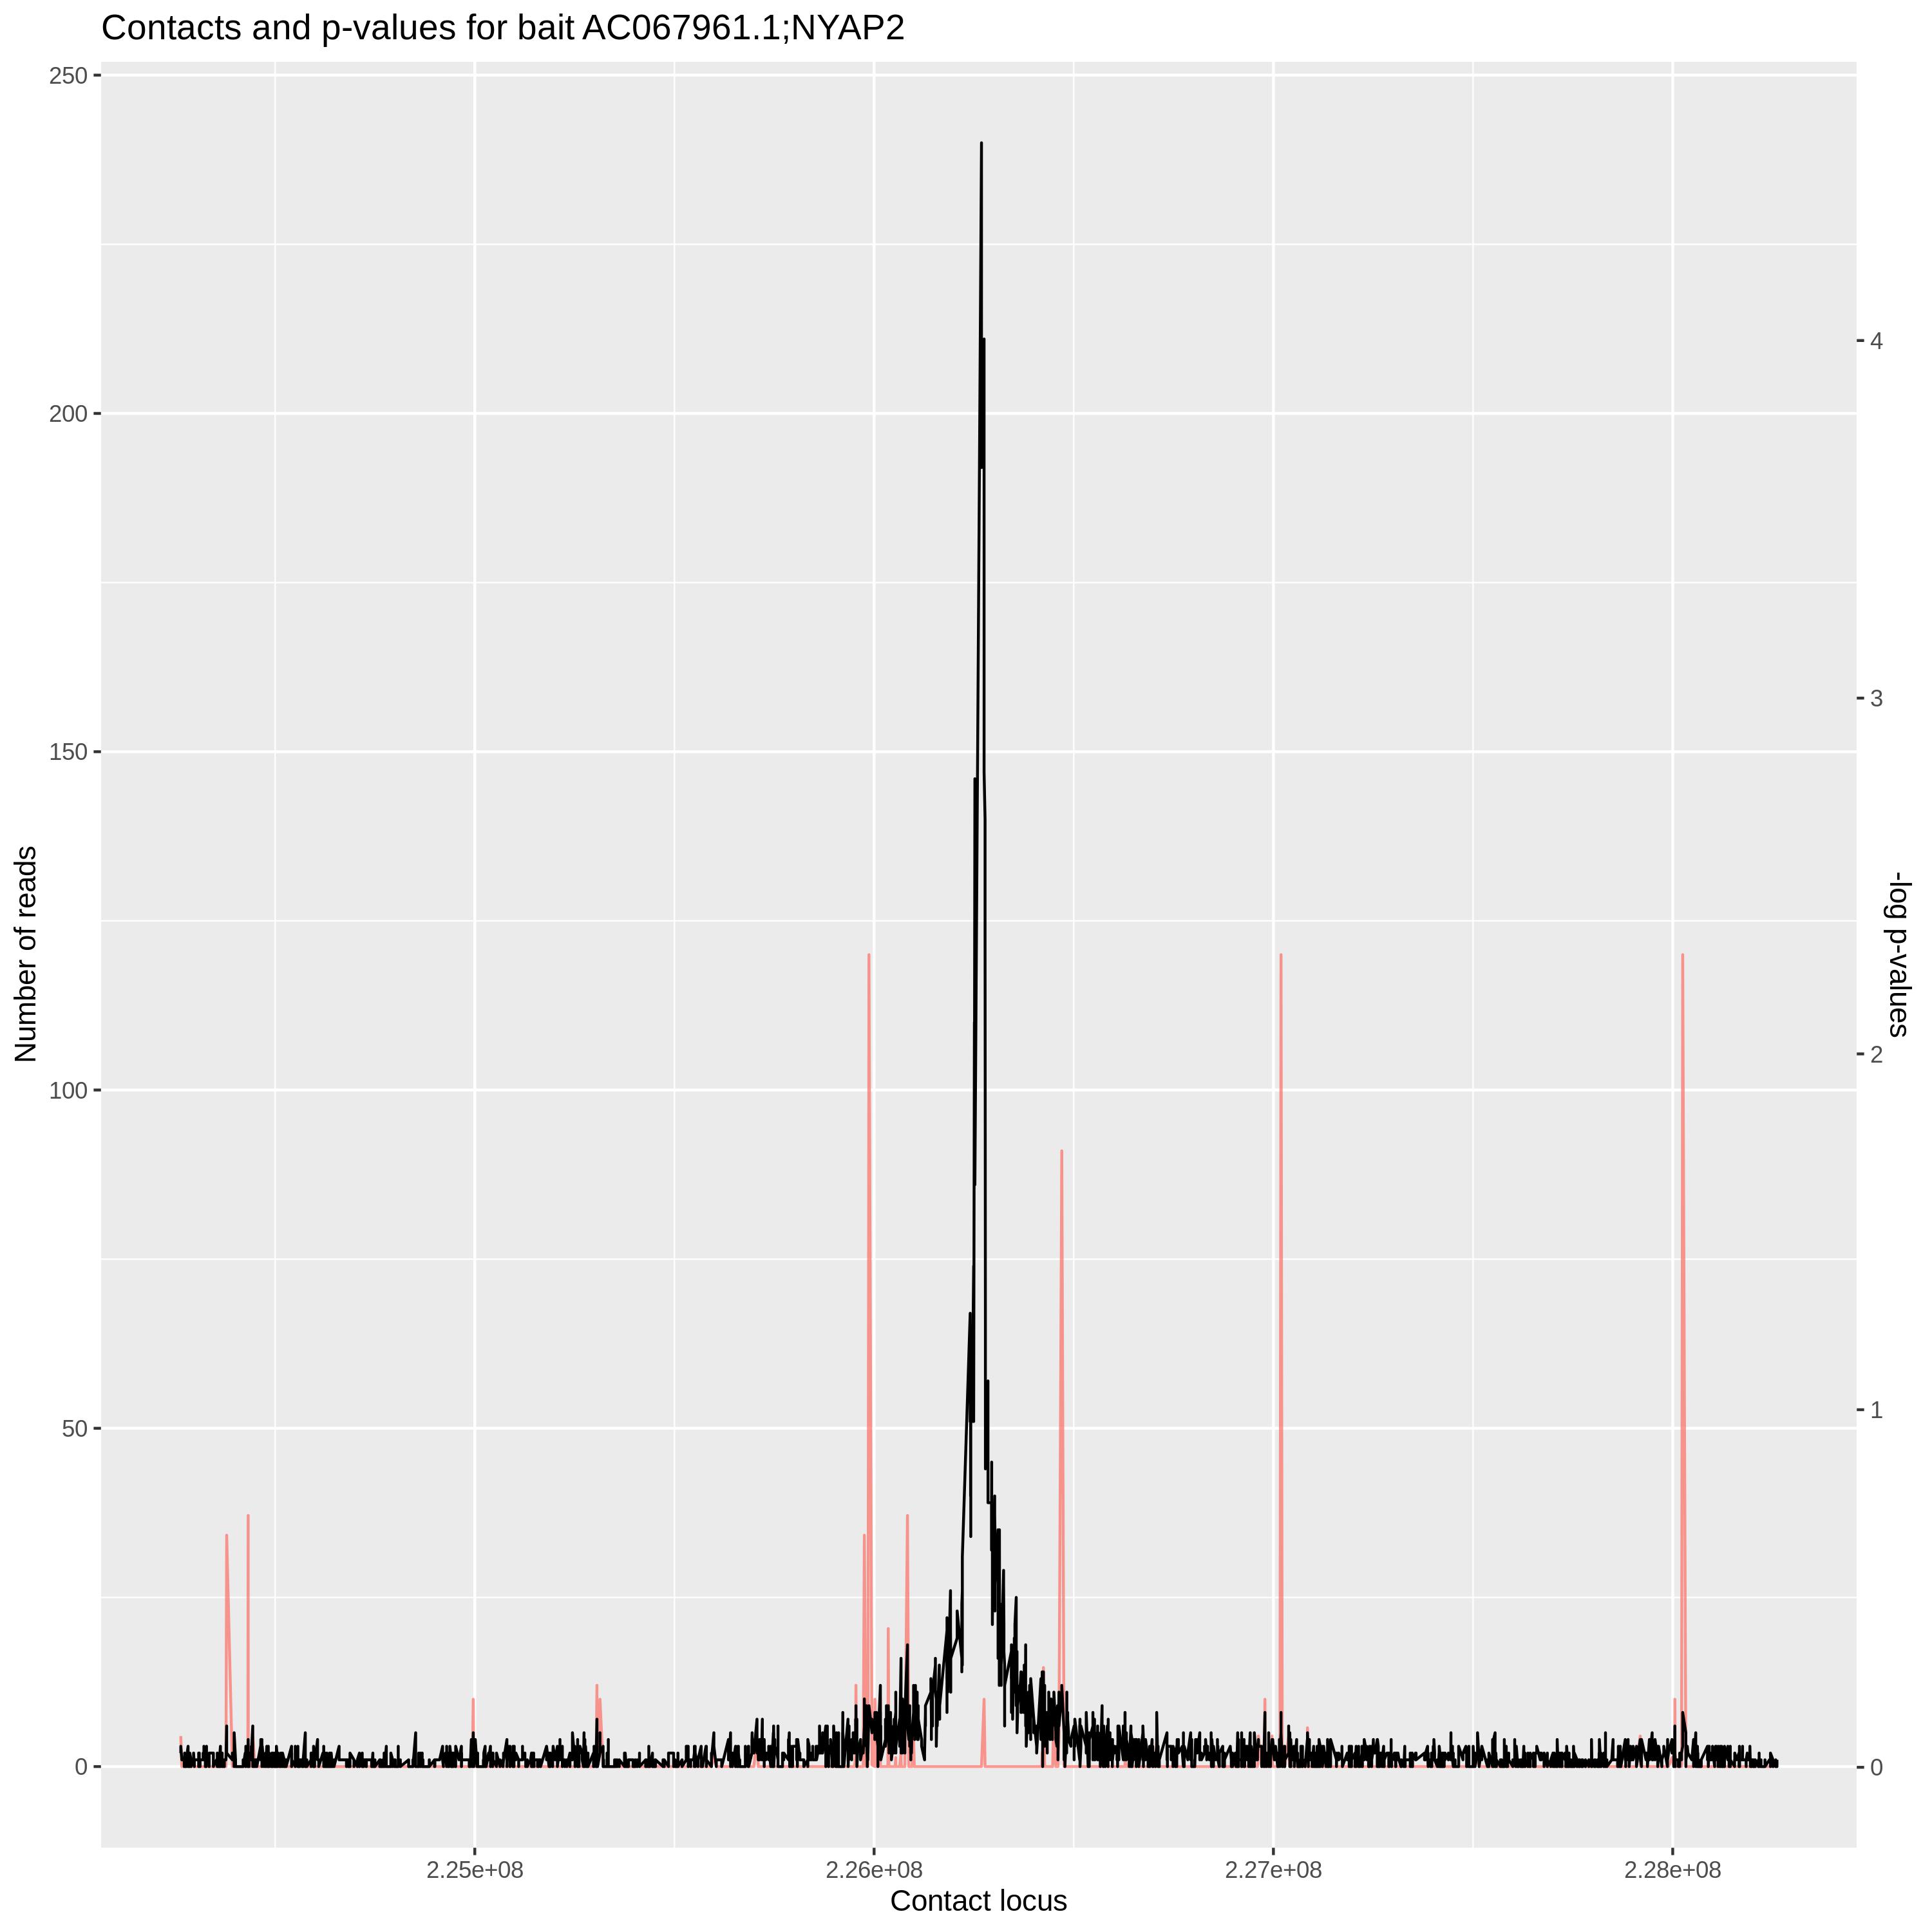 Contacts and p-values for bait AC067961.1;NYAP2
250
200
150
100
50
0
Number of reads
4
3
2
1
0
-log p-values
2.25e+08
2.26e+08
2.27e+08
2.28e+08
Contact locus